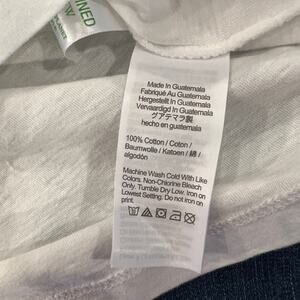 Made In Guatemala
Fabriqué Au Guatemala
Hergestellt In Guatemala
Vervaardigd In Guatemala
グアテマラ製
hecho en guatemala
100% Cotton / Coton /
Baumwolle / Katoen / 綿 /
algodón
Machine Wash Cold With Like
Colors. Non-Chlorine Bleach
Only. Tumble Dry Low. Iron on
Lowest Setting. Do not iron on
print.